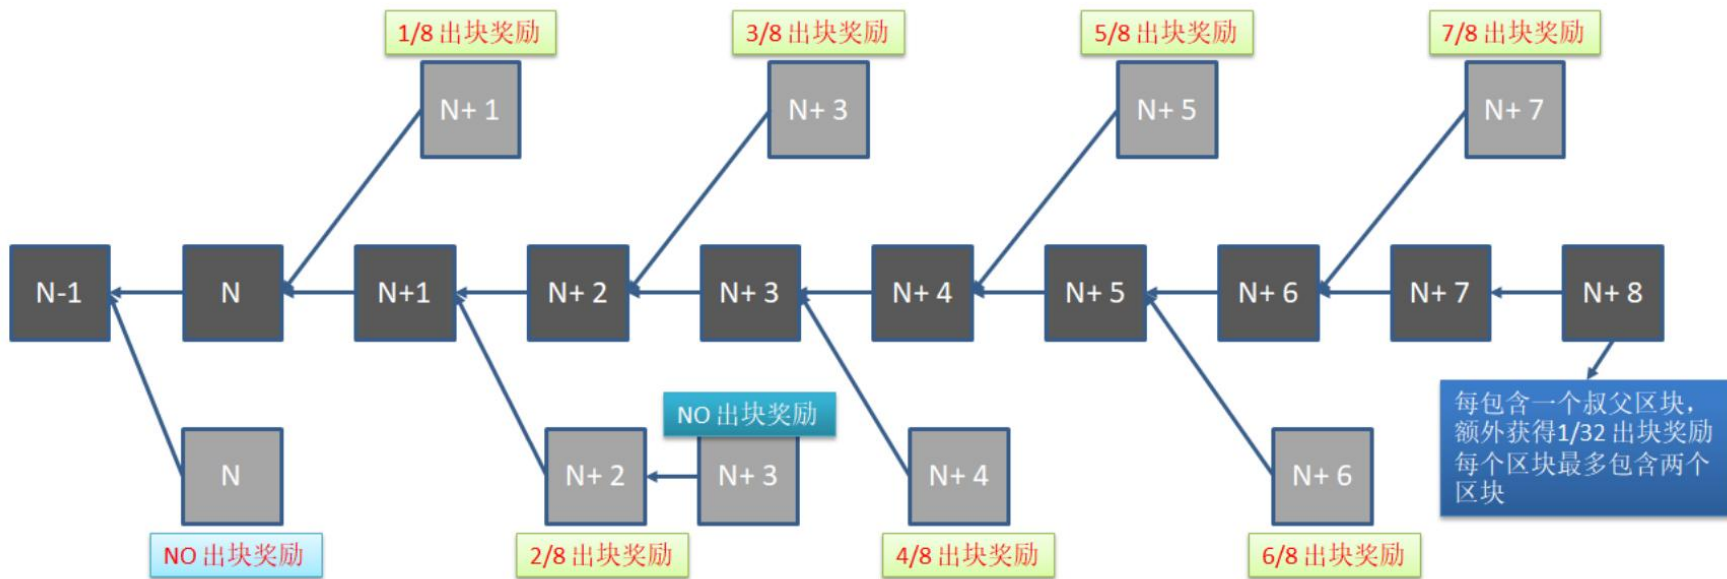 1/8 出块奖励
3/8 出块奖励
5/8 出块奖励
7/8 出块奖励
N+ 1
N+ 3
N+ 5
N+ 7
N-1
N
N+1
N+ 2
N+ 3
N+ 4
N+ 5
N+ 6
N+ 7
N+ 8
NO 出块奖励
每包含一个叔父区块，
额外获得1/32 出块奖励
每个区块最多包含两个
区块
N
N+ 2
N+ 3
N+ 4
N+ 6
NO 出块奖励
2/8 出块奖励
4/8 出块奖励
6/8 出块奖励